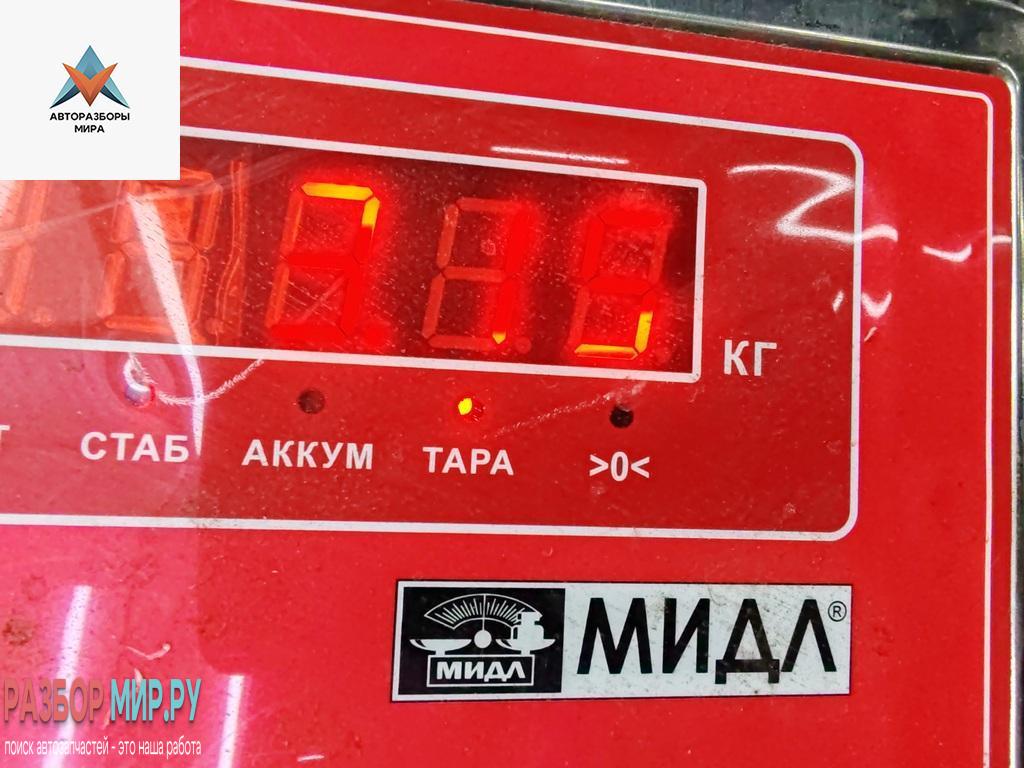 АВТОРАЗБОРЫ
МИРА
КГ
СТАБ АККУМ ТАРА >0<
МИДЛ МИДЛ®
РАЗБОР МИР.РУ
поиск автозапчастей - это наша работа